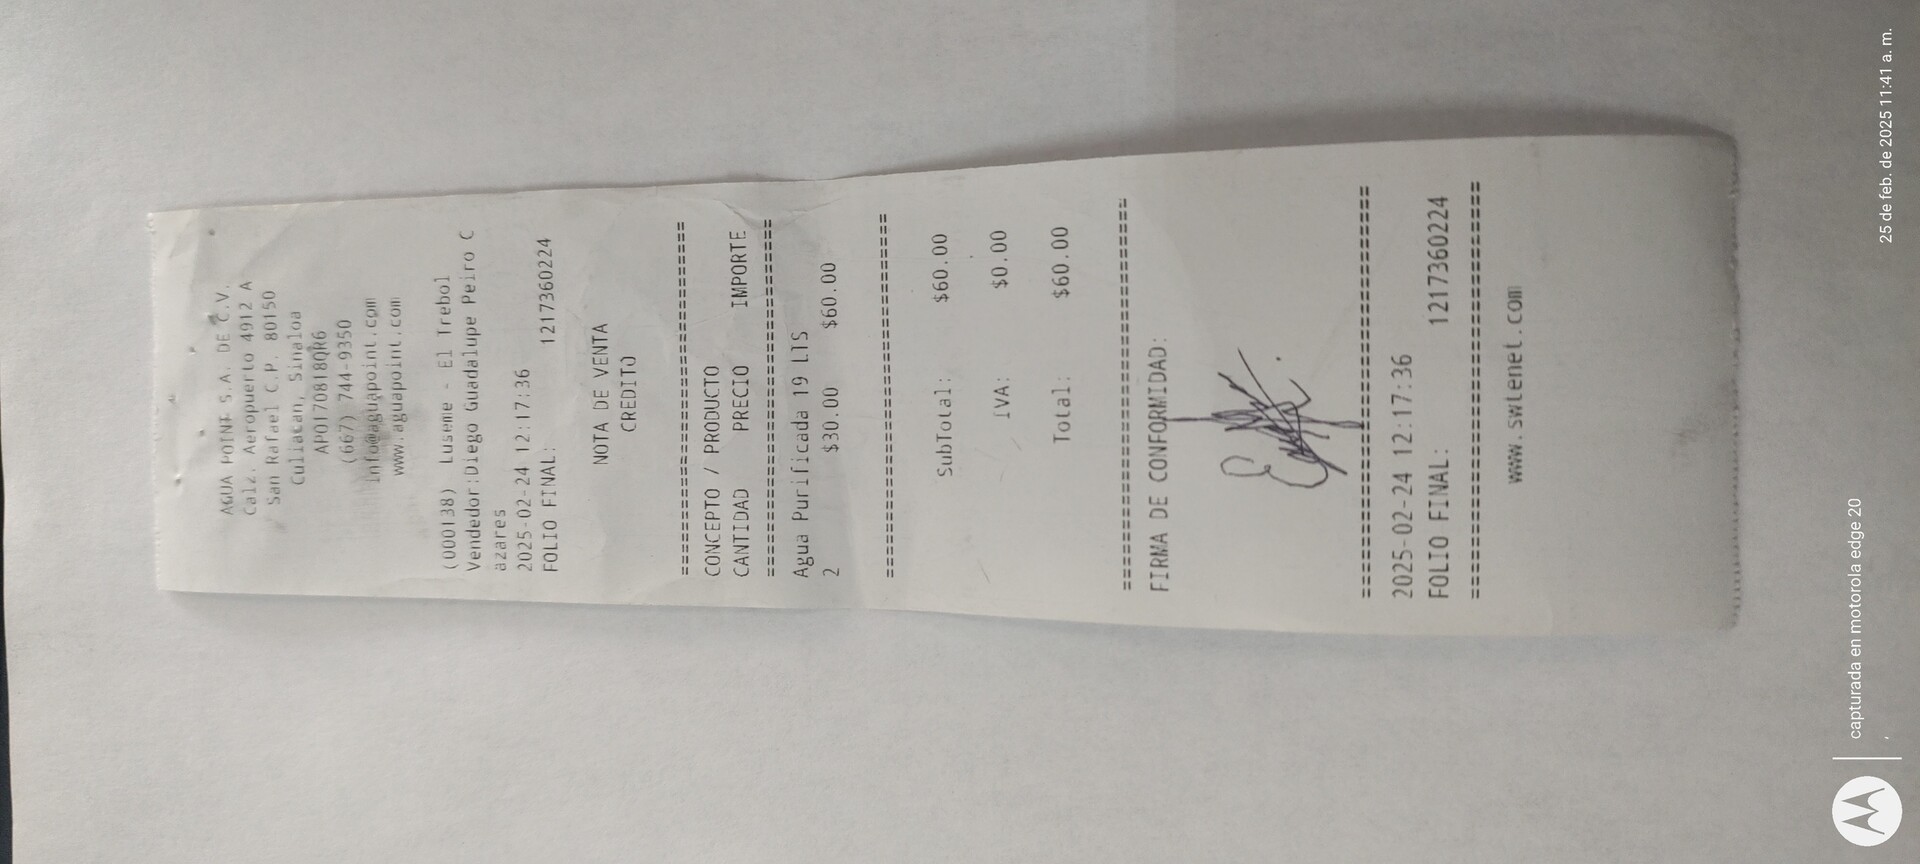 AGUA POINT S.A. DE C.V.
Calz. Aeropuerto 4912 A
San Rafael C.P. 80150
Culiacan, Sinaloa
APO170818QR6
(667) 744-9350
info@aguapoint.com
www.aguapoint.com
(000138) Luseme - El Trebol
Vendedor:Diego Guadalupe Peiro C
azares
2025-02-24 12:17:36
FOLIO FINAL: 1217360224
NOTA DE VENTA
CREDITO
================================
CONCEPTO / PRODUCTO
CANTIDAD PRECIO IMPORTE
================================
Agua Purificada 19 LTS
2 $30.00 $60.00
================================
SubTotal: $60.00
IVA: $0.00
Total: $60.00
================================
FIRMA DE CONFORMIDAD:
================================
2025-02-24 12:17:36
FOLIO FINAL: 1217360224
================================
www.swtenet.com
capturada en motorola edge 20
25 de feb. de 2025 11:41 a. m.